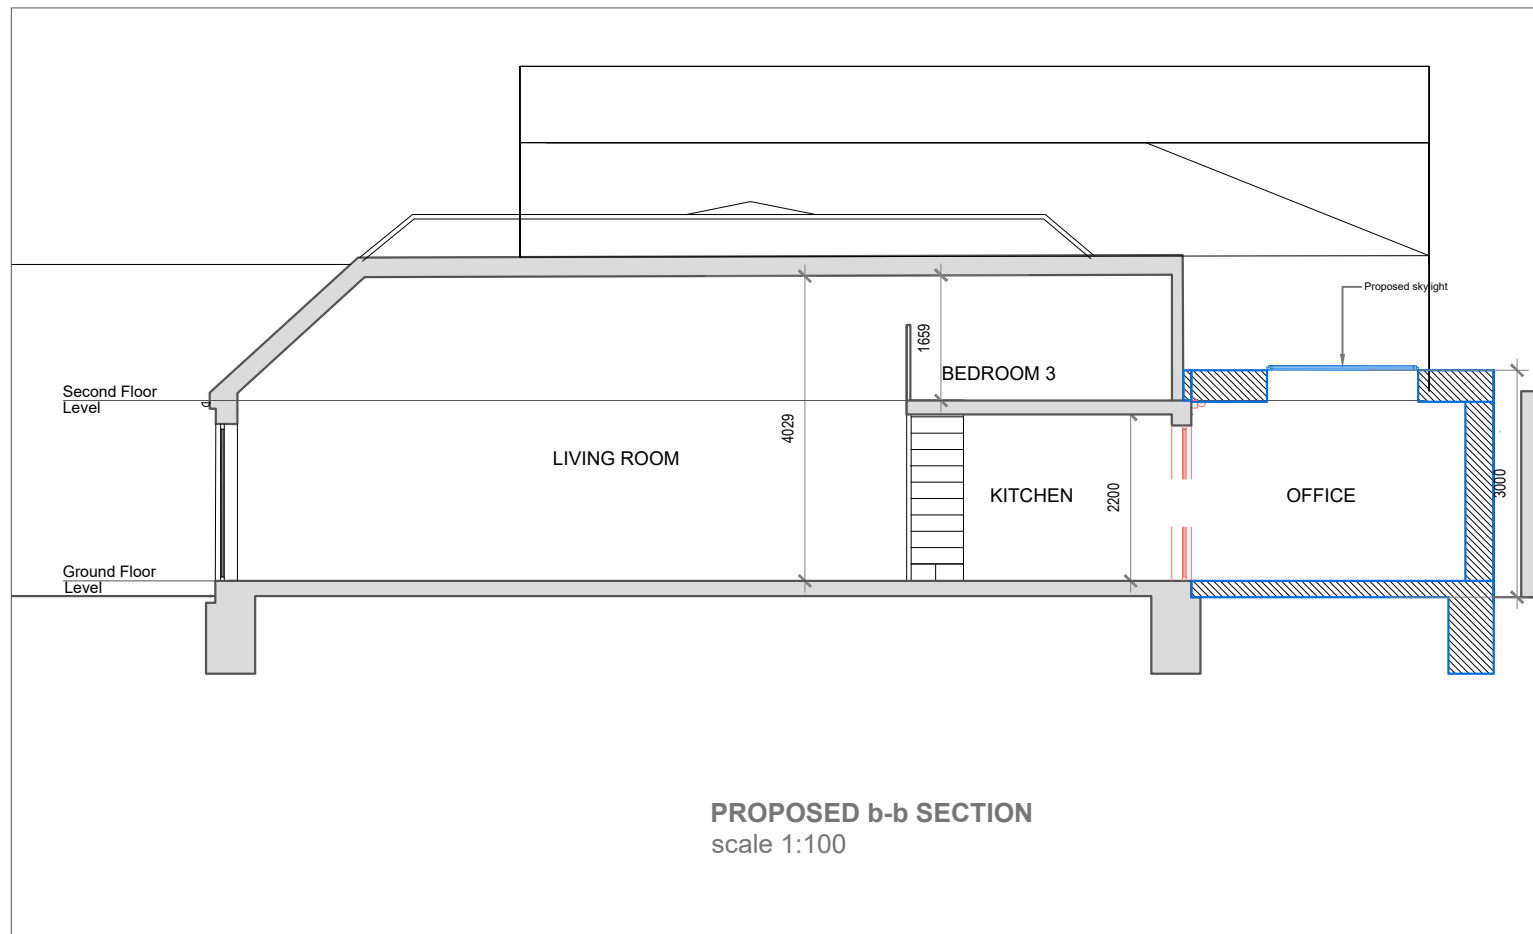 Proposed skylight
1659
BEDROOM 3
Second Floor
Level
4029
LIVING ROOM
KITCHEN
2200
OFFICE
3000
Ground Floor
Level
PROPOSED b-b SECTION
scale 1:100